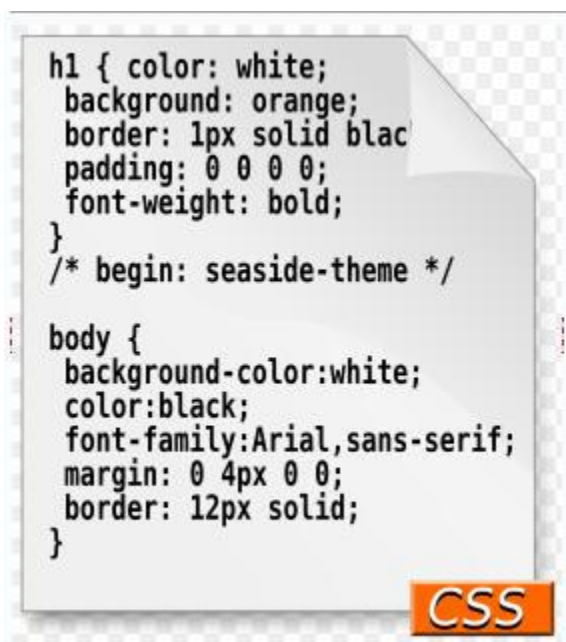 h1 { color: white;
background: orange;
border: 1px solid blac
padding: 0 0 0 0;
font-weight: bold;
}
/* begin: seaside-theme */

body {
background-color:white;
color:black;
font-family:Arial,sans-serif;
margin: 0 4px 0 0;
border: 12px solid;
}
CSS